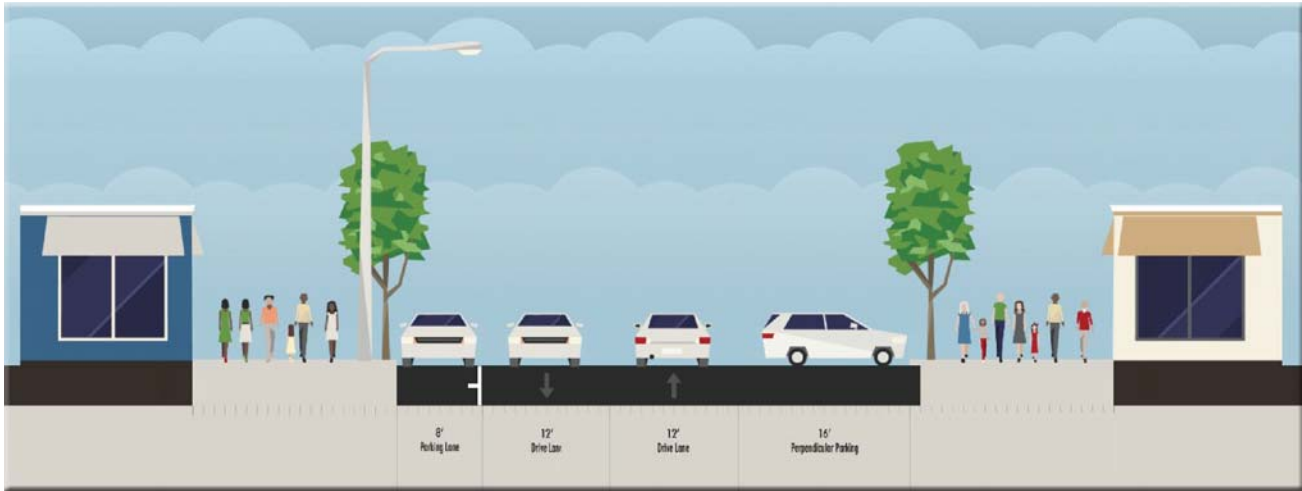 8'
Parking Lane
12'
Drive Lane
12'
Drive Lane
16'
Perpendicular Parking